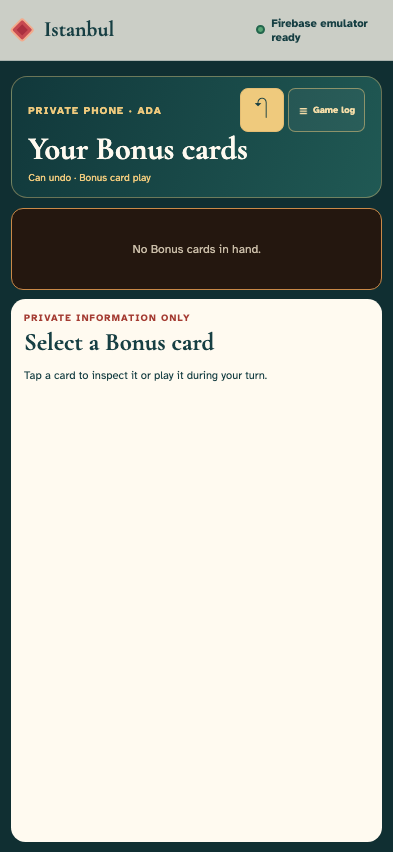 Istanbul
Firebase emulator
ready
PRIVATE PHONE · ADA
≡ Game log
Your Bonus cards
Can undo · Bonus card play
No Bonus cards in hand.
PRIVATE INFORMATION ONLY
Select a Bonus card
Tap a card to inspect it or play it during your turn.